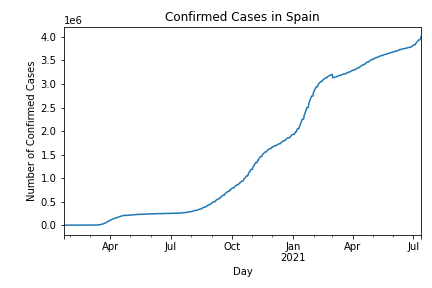 Confirmed Cases in Spain
1e6
4.0
3.5
3.0
2.5
2.0
1.5
1.0
0.5
0.0
Number of Confirmed Cases
Apr Jul Oct Jan Apr Jul
2021
Day